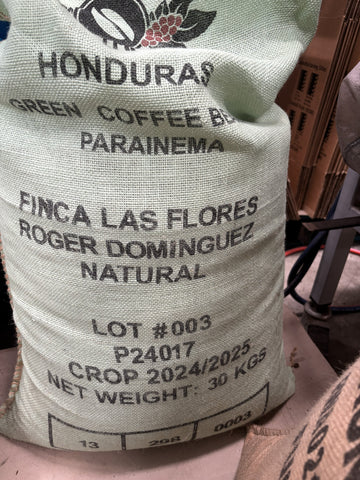 HONDURAS
GREEN COFFEE
PARAINEMA
FINCA LAS FLORES
ROGER DOMINGUEZ
NATURAL
LOT #003
P24017
CROP 2024/2025
NET WEIGHT: 30 KGS
13 298 0003